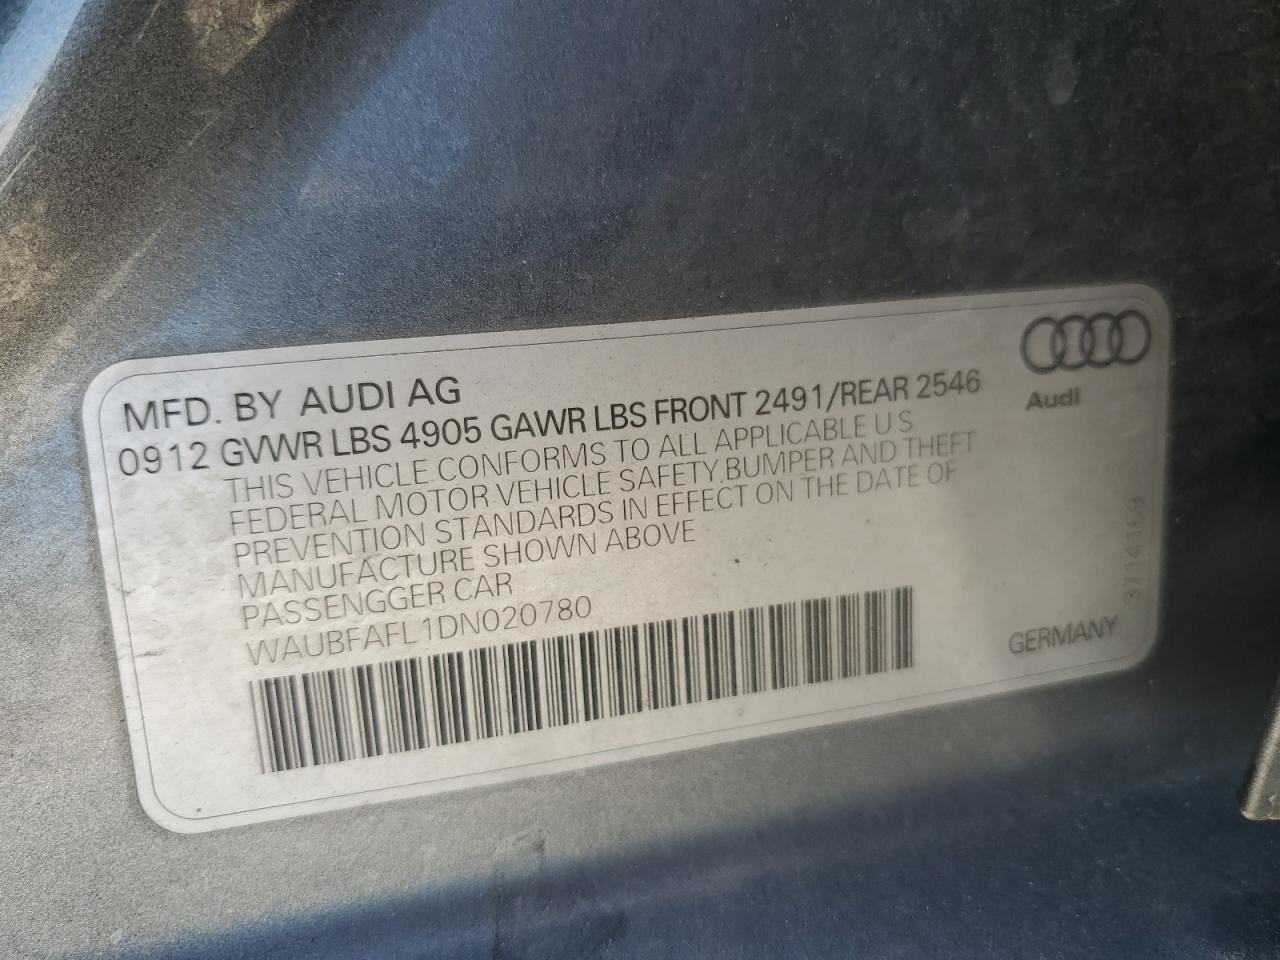 MFD. BY AUDI AG
0912 GVWR LBS 4905 GAWR LBS FRONT 2491/REAR 2546
THIS VEHICLE CONFORMS TO ALL APPLICABLE U S
FEDERAL MOTOR VEHICLE SAFETY,BUMPER AND THEFT
PREVENTION STANDARDS IN EFFECT ON THE DATE OF
MANUFACTURE SHOWN ABOVE
PASSENGGER CAR
WAUBFAFL1DN020780
Audi
GERMANY
3714159